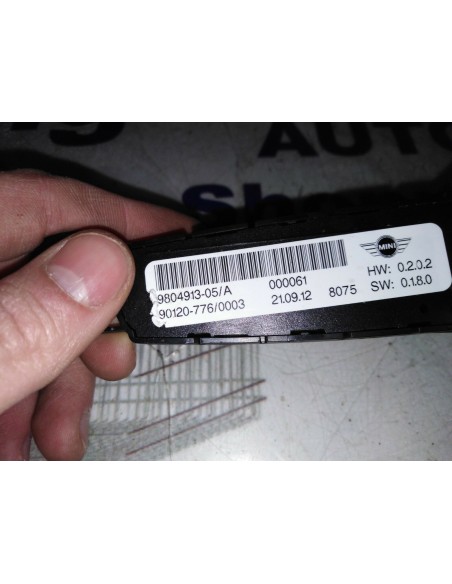 AUTO
MINI
9804913-05/A
000061
HW: 0.2.0.2
90120-776/0003
21.09.12
8075
SW: 0.1.8.0